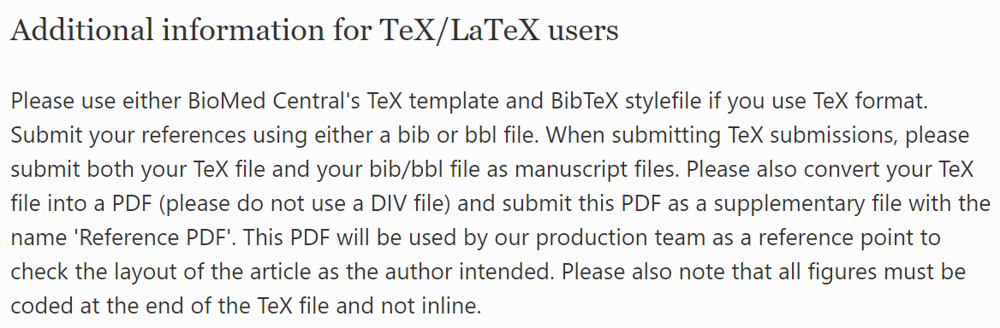 Additional information for TeX/LaTeX users
Please use either BioMed Central's TeX template and BibTeX stylefile if you use TeX format.
Submit your references using either a bib or bbl file. When submitting TeX submissions, please
submit both your TeX file and your bib/bbl file as manuscript files. Please also convert your TeX
file into a PDF (please do not use a DIV file) and submit this PDF as a supplementary file with the
name 'Reference PDF'. This PDF will be used by our production team as a reference point to
check the layout of the article as the author intended. Please also note that all figures must be
coded at the end of the TeX file and not inline.